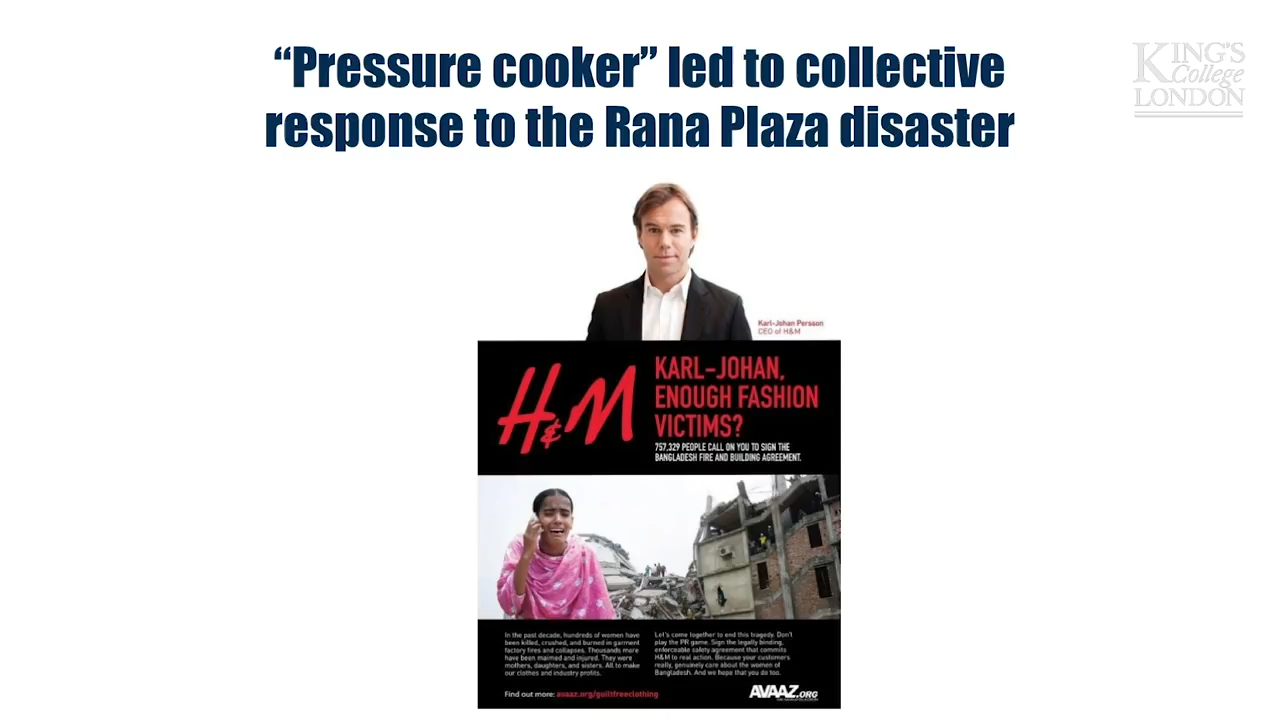 “Pressure cooker” led to collective
response to the Rana Plaza disaster
KING'S
College
LONDON
Karl-Johan Persson
CEO of H&M
H&M
KARL-JOHAN,
ENOUGH FASHION
VICTIMS?
757,329 PEOPLE CALL ON YOU TO SIGN THE
BANGLADESH FIRE AND BUILDING AGREEMENT.
In the past decade, hundreds of women have
been killed, crushed, and burned in garment
factory fires and collapses. Thousands more
have been maimed and injured. They were
mothers, daughters, and sisters. All to make
our clothes and industry profits.
Let's come together to end this tragedy. Don't
play the PR game. Sign the legally binding,
enforceable safety agreement that commits
H&M to real action. Because your customers
really, genuinely care about the women of
Bangladesh. And we hope that you do too.
Find out more: avaaz.org/guiltfreeclothing
AVAAZ.ORG